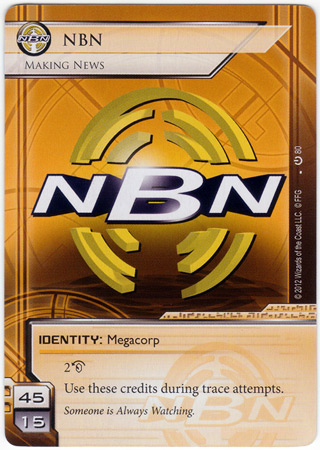 NBN
NBN
MAKING NEWS
NBN
© 2012 Wizards of the Coast LLC. © FFG
80
IDENTITY: Megacorp
2
Use these credits during trace attempts.
Someone is Always Watching.
45
15